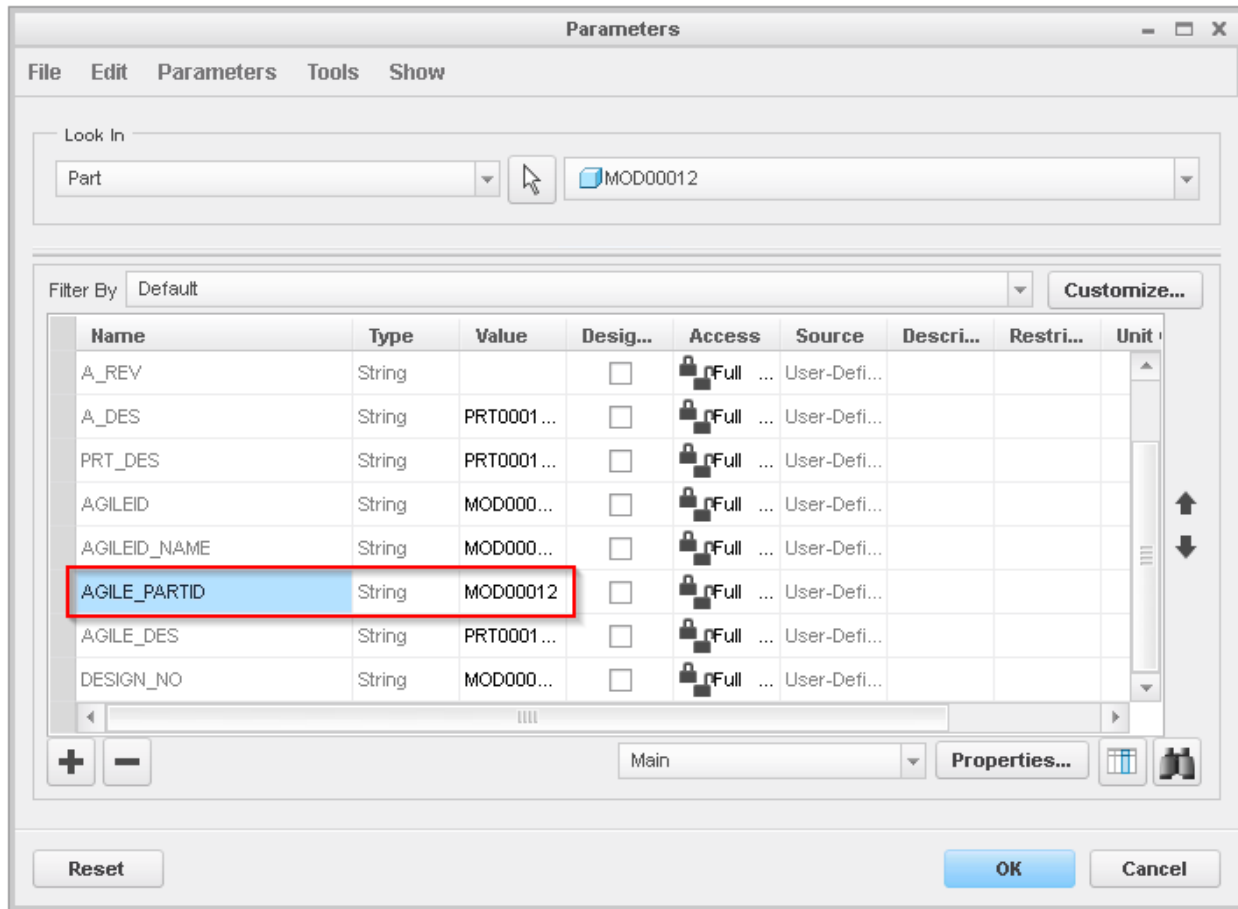 Parameters
File Edit Parameters Tools Show
Look In
Part MOD00012
Filter By Default Customize...
Name Type Value Desig... Access Source Descri... Restri... Unit
A_REV String Full ... User-Defi...
A_DES String PRT0001... Full ... User-Defi...
PRT_DES String PRT0001... Full ... User-Defi...
AGILEID String MOD000... Full ... User-Defi...
AGILEID_NAME String MOD000... Full ... User-Defi...
AGILE_PARTID String MOD00012 Full ... User-Defi...
AGILE_DES String PRT0001... Full ... User-Defi...
DESIGN_NO String MOD000... Full ... User-Defi...
Main Properties...
Reset OK Cancel